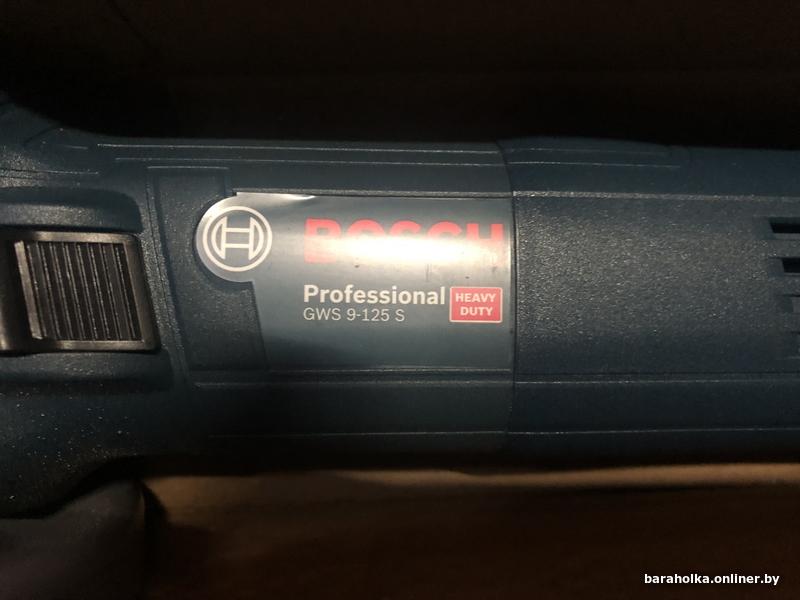 BOSCH
Professional
GWS 9-125 S
HEAVY
DUTY
baraholka.onliner.by